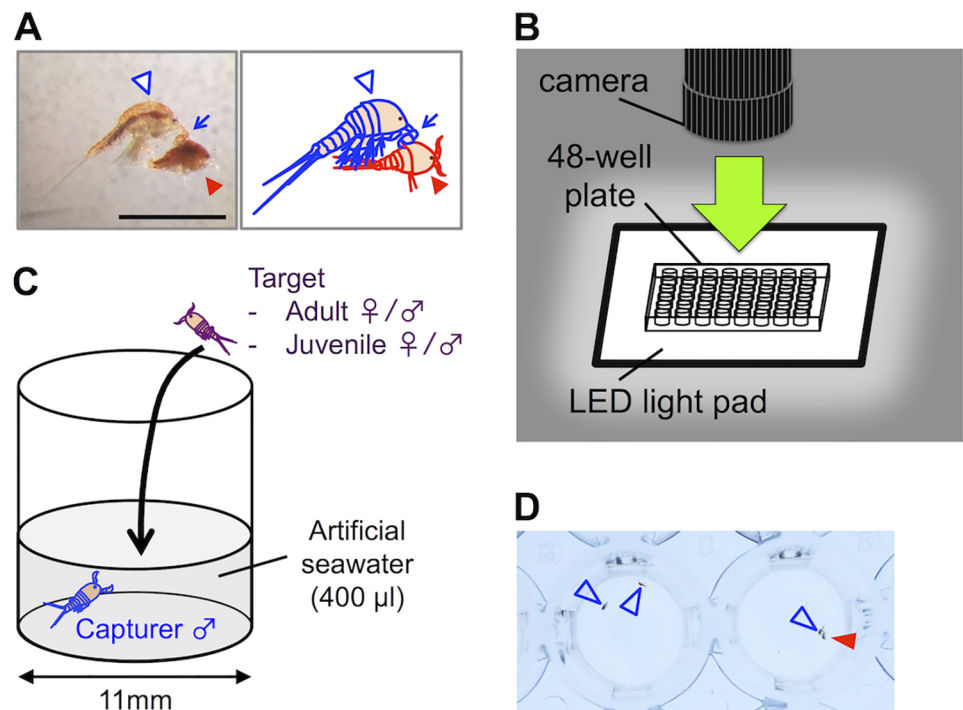 A
B
camera
48-well
plate
LED light pad
C
Target
- Adult ♀/♂
- Juvenile ♀/♂
Artificial
seawater
(400 µl)
Capturer ♂
11mm
D